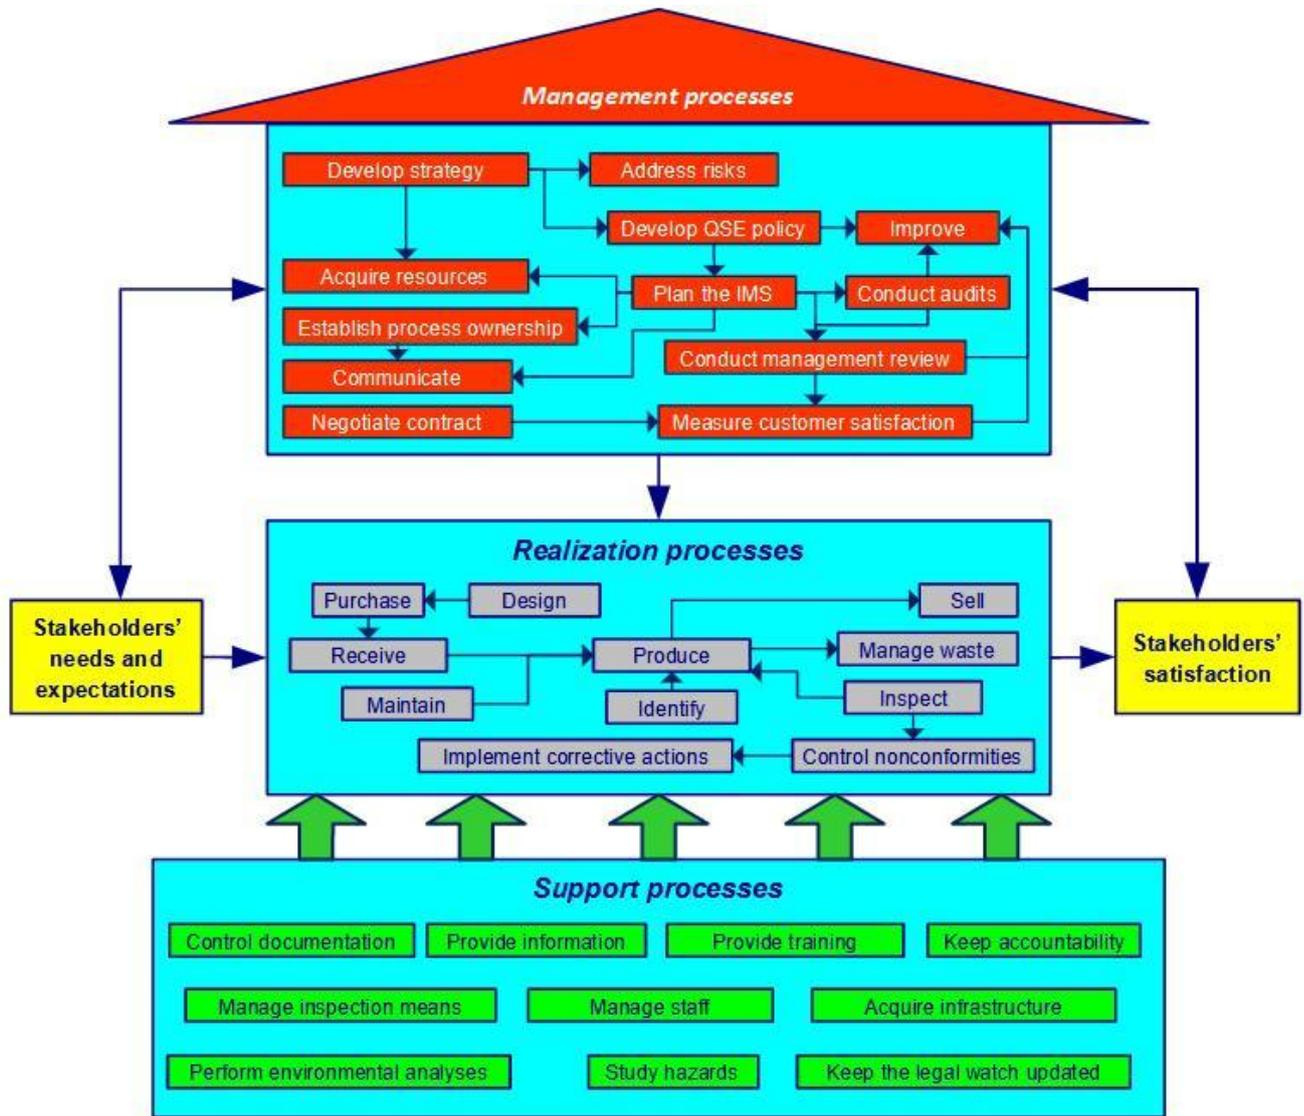 Management processes
Develop strategy
Address risks
Develop QSE policy
Improve
Acquire resources
Plan the IMS
Conduct audits
Establish process ownership
Conduct management review
Communicate
Negotiate contract
Measure customer satisfaction
Realization processes
Purchase
Design
Sell
Stakeholders'
needs and
expectations
Receive
Produce
Manage waste
Stakeholders'
satisfaction
Maintain
Identify
Inspect
Implement corrective actions
Control nonconformities
Support processes
Control documentation
Provide information
Provide training
Keep accountability
Manage inspection means
Manage staff
Acquire infrastructure
Perform environmental analyses
Study hazards
Keep the legal watch updated